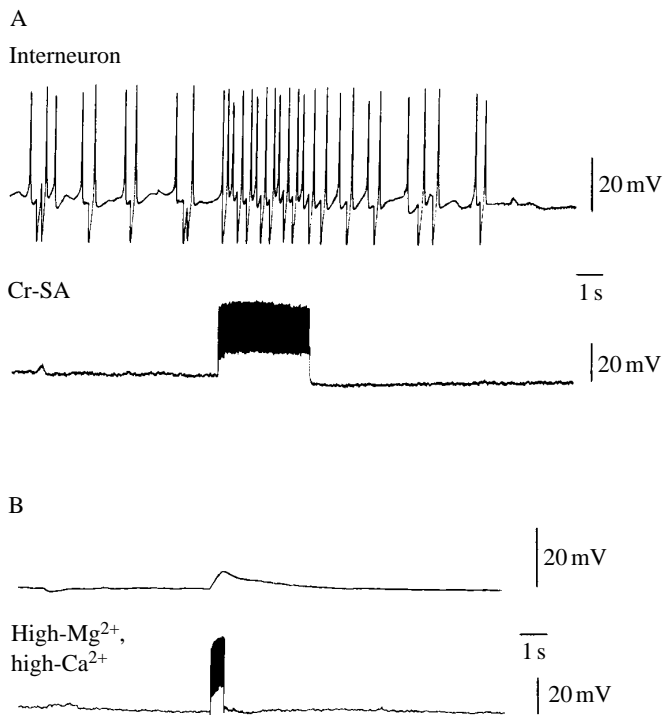 A
Interneuron
20 mV
1 s
Cr-SA
20 mV
B
20 mV
High-Mg²⁺,
high-Ca²⁺
1 s
20 mV